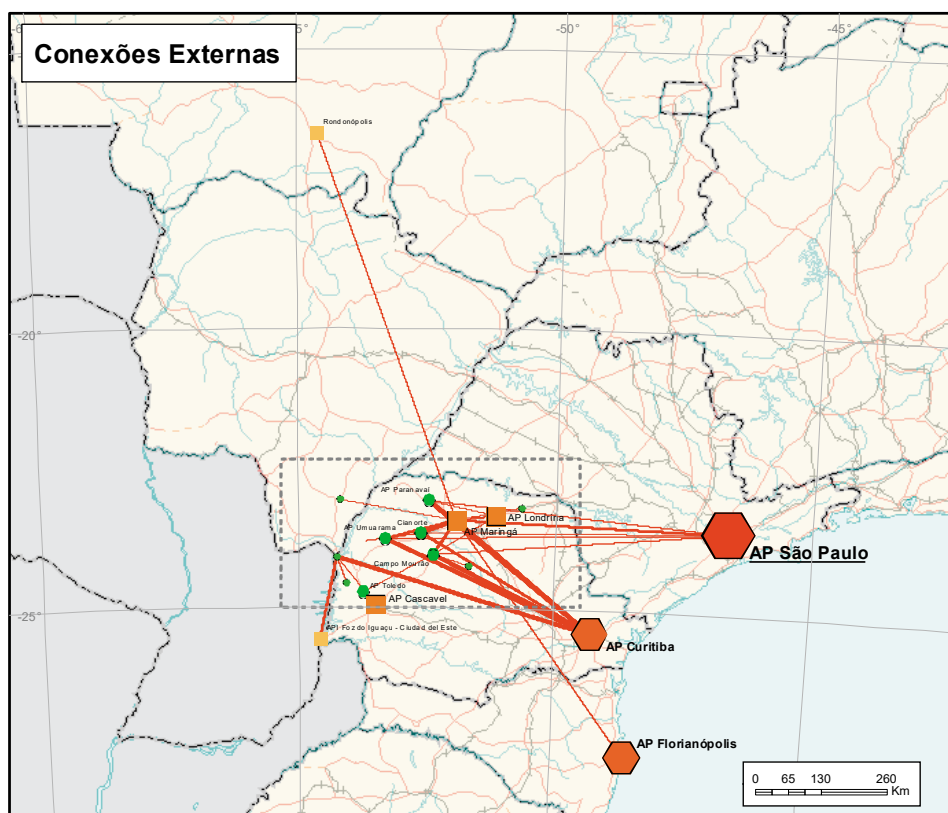 -50°
-45°
Conexões Externas
Rondonópolis
-20°
AP Paranavaí
AP Londrina
AP Umuarama
Cianorte
AP Maringá
AP São Paulo
Campo Mourão
AP Toledo
AP Cascavel
-25°
API Foz do Iguaçu - Ciudad del Este
AP Curitiba
AP Florianópolis
0 65 130 260
Km